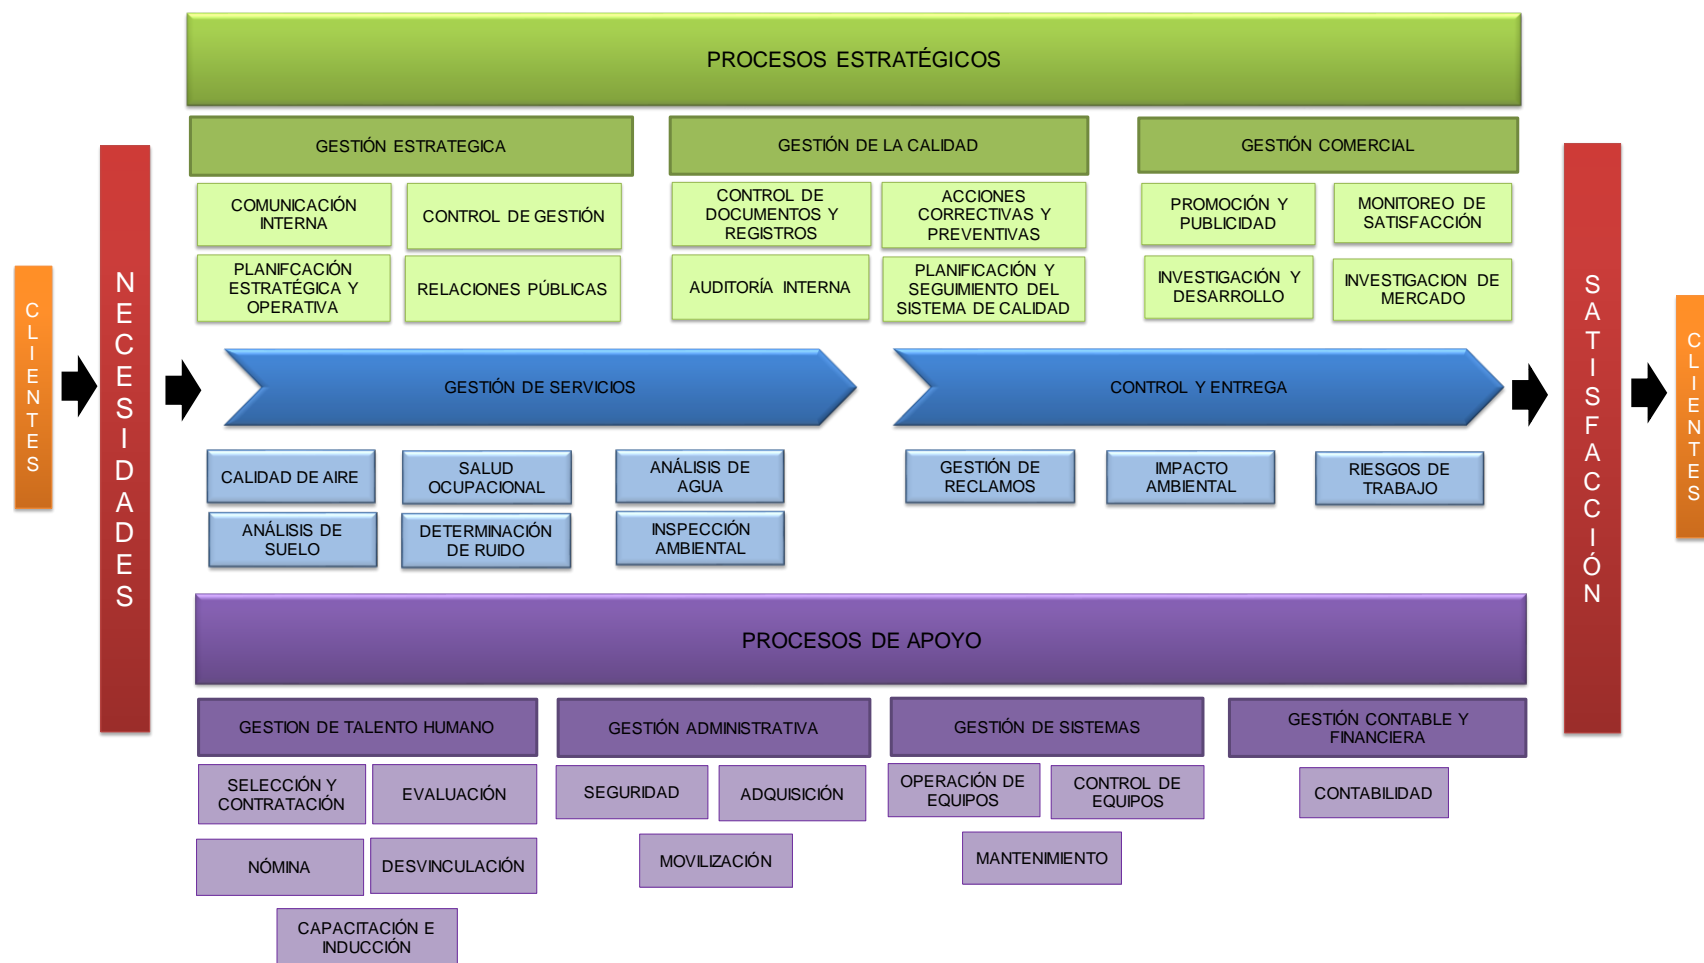 PROCESOS ESTRATÉGICOS
GESTIÓN ESTRATEGICA
GESTIÓN DE LA CALIDAD
GESTIÓN COMERCIAL
COMUNICACIÓN
INTERNA
CONTROL DE GESTIÓN
CONTROL DE
DOCUMENTOS Y
REGISTROS
ACCIONES
CORRECTIVAS Y
PREVENTIVAS
PROMOCIÓN Y
PUBLICIDAD
MONITOREO DE
SATISFACCIÓN
PLANIFCACIÓN
ESTRATÉGICA Y
OPERATIVA
RELACIONES PÚBLICAS
AUDITORÍA INTERNA
PLANIFICACIÓN Y
SEGUIMIENTO DEL
SISTEMA DE CALIDAD
INVESTIGACIÓN Y
DESARROLLO
INVESTIGACION DE
MERCADO
CLIENTES
NECESIDADES
GESTIÓN DE SERVICIOS
CONTROL Y ENTREGA
SATISFACCIÓN
CLIENTES
CALIDAD DE AIRE
SALUD
OCUPACIONAL
ANÁLISIS DE
AGUA
GESTIÓN DE
RECLAMOS
IMPACTO
AMBIENTAL
RIESGOS DE
TRABAJO
ANÁLISIS DE
SUELO
DETERMINACIÓN
DE RUIDO
INSPECCIÓN
AMBIENTAL
PROCESOS DE APOYO
GESTION DE TALENTO HUMANO
GESTIÓN ADMINISTRATIVA
GESTIÓN DE SISTEMAS
GESTIÓN CONTABLE Y
FINANCIERA
SELECCIÓN Y
CONTRATACIÓN
EVALUACIÓN
SEGURIDAD
ADQUISICIÓN
OPERACIÓN DE
EQUIPOS
CONTROL DE
EQUIPOS
CONTABILIDAD
NÓMINA
DESVINCULACIÓN
MOVILIZACIÓN
MANTENIMIENTO
CAPACITACIÓN E
INDUCCIÓN